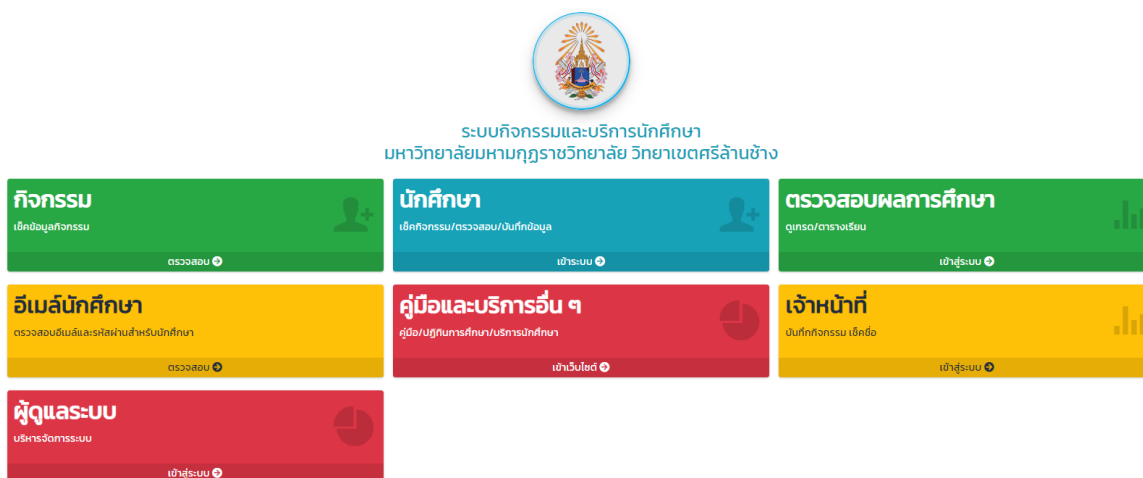 ระบบกิจกรรมและบริการนักศึกษา
มหาวิทยาลัยมหามกุฏราชวิทยาลัย วิทยาเขตศรีล้านช้าง
กิจกรรม
เช็คข้อมูลกิจกรรม
ตรวจสอบ
นักศึกษา
เช็คกิจกรรม/ตรวจสอบ/บันทึกข้อมูล
เข้าระบบ
ตรวจสอบผลการศึกษา
ดูเกรด/ตารางเรียน
เข้าสู่ระบบ
อีเมล์นักศึกษา
ตรวจสอบอีเมล์และรหัสผ่านสำหรับนักศึกษา
ตรวจสอบ
คู่มือและบริการอื่น ๆ
คู่มือ/ปฏิทินการศึกษา/บริการนักศึกษา
เข้าเว็บไซต์
เจ้าหน้าที่
บันทึกกิจกรรม เช็คชื่อ
เข้าสู่ระบบ
ผู้ดูแลระบบ
บริหารจัดการระบบ
เข้าสู่ระบบ